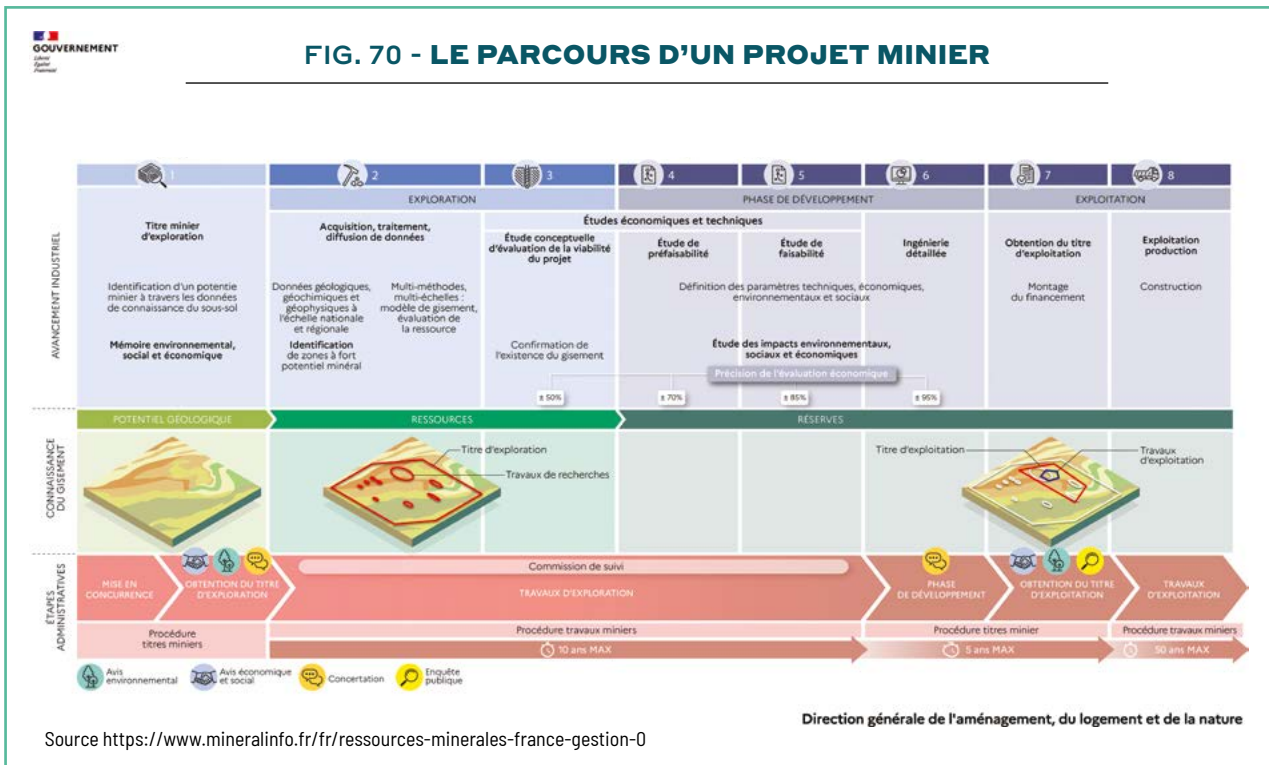 GOUVERNEMENT
Liberté
Égalité
Fraternité
FIG. 70 - LE PARCOURS D'UN PROJET MINIER
AVANCEMENT INDUSTRIEL
1
2
3
4
5
6
7
8
EXPLORATION
PHASE DE DÉVELOPPEMENT
EXPLOITATION
Titre minier
d'exploration
Identification d'un potentie
minier à travers les données
de connaissance du sous-sol
Mémoire environnemental,
social et économique
Acquisition, traitement,
diffusion de données
Données géologiques,
géochimiques et
géophysiques à
l'échelle nationale
et régionale
Identification
de zones à fort
potentiel minéral
Multi-méthodes,
multi-échelles :
modèle de gisement,
évaluation de
la ressource
Études économiques et techniques
Étude conceptuelle
d'évaluation de la viabilité
du projet
Confirmation de
l'existence du gisement
Étude de
préfaisabilité
Étude de
faisabilité
Ingénierie
détaillée
Définition des paramètres techniques, économiques,
environnementaux et sociaux
Étude des impacts environnementaux,
sociaux et économiques
Précision de l'évaluation économique
± 50%
± 70%
± 85%
± 95%
Obtention du titre
d'exploitation
Montage
du financement
Exploitation
production
Construction
CONNAISSANCE
DU GISEMENT
POTENTIEL GÉOLOGIQUE
RESSOURCES
RÉSERVES
Titre d'exploration
Travaux de recherches
Titre d'exploitation
Travaux
d'exploitation
ÉTAPES
ADMINISTRATIVES
MISE EN
CONCURRENCE
OBTENTION DU TITRE
D'EXPLORATION
Commission de suivi
TRAVAUX D'EXPLORATION
PHASE
DE DÉVELOPPEMENT
OBTENTION DU TITRE
D'EXPLOITATION
TRAVAUX
D'EXPLOITATION
Procédure
titres miniers
Procédure travaux miniers
Procédure titres minier
Procédure travaux miniers
10 ans MAX
5 ans MAX
50 ans MAX
Avis
environnemental
Avis économique
et social
Concertation
Enquête
publique
Direction générale de l'aménagement, du logement et de la nature
Source https://www.mineralinfo.fr/fr/ressources-minerales-france-gestion-0